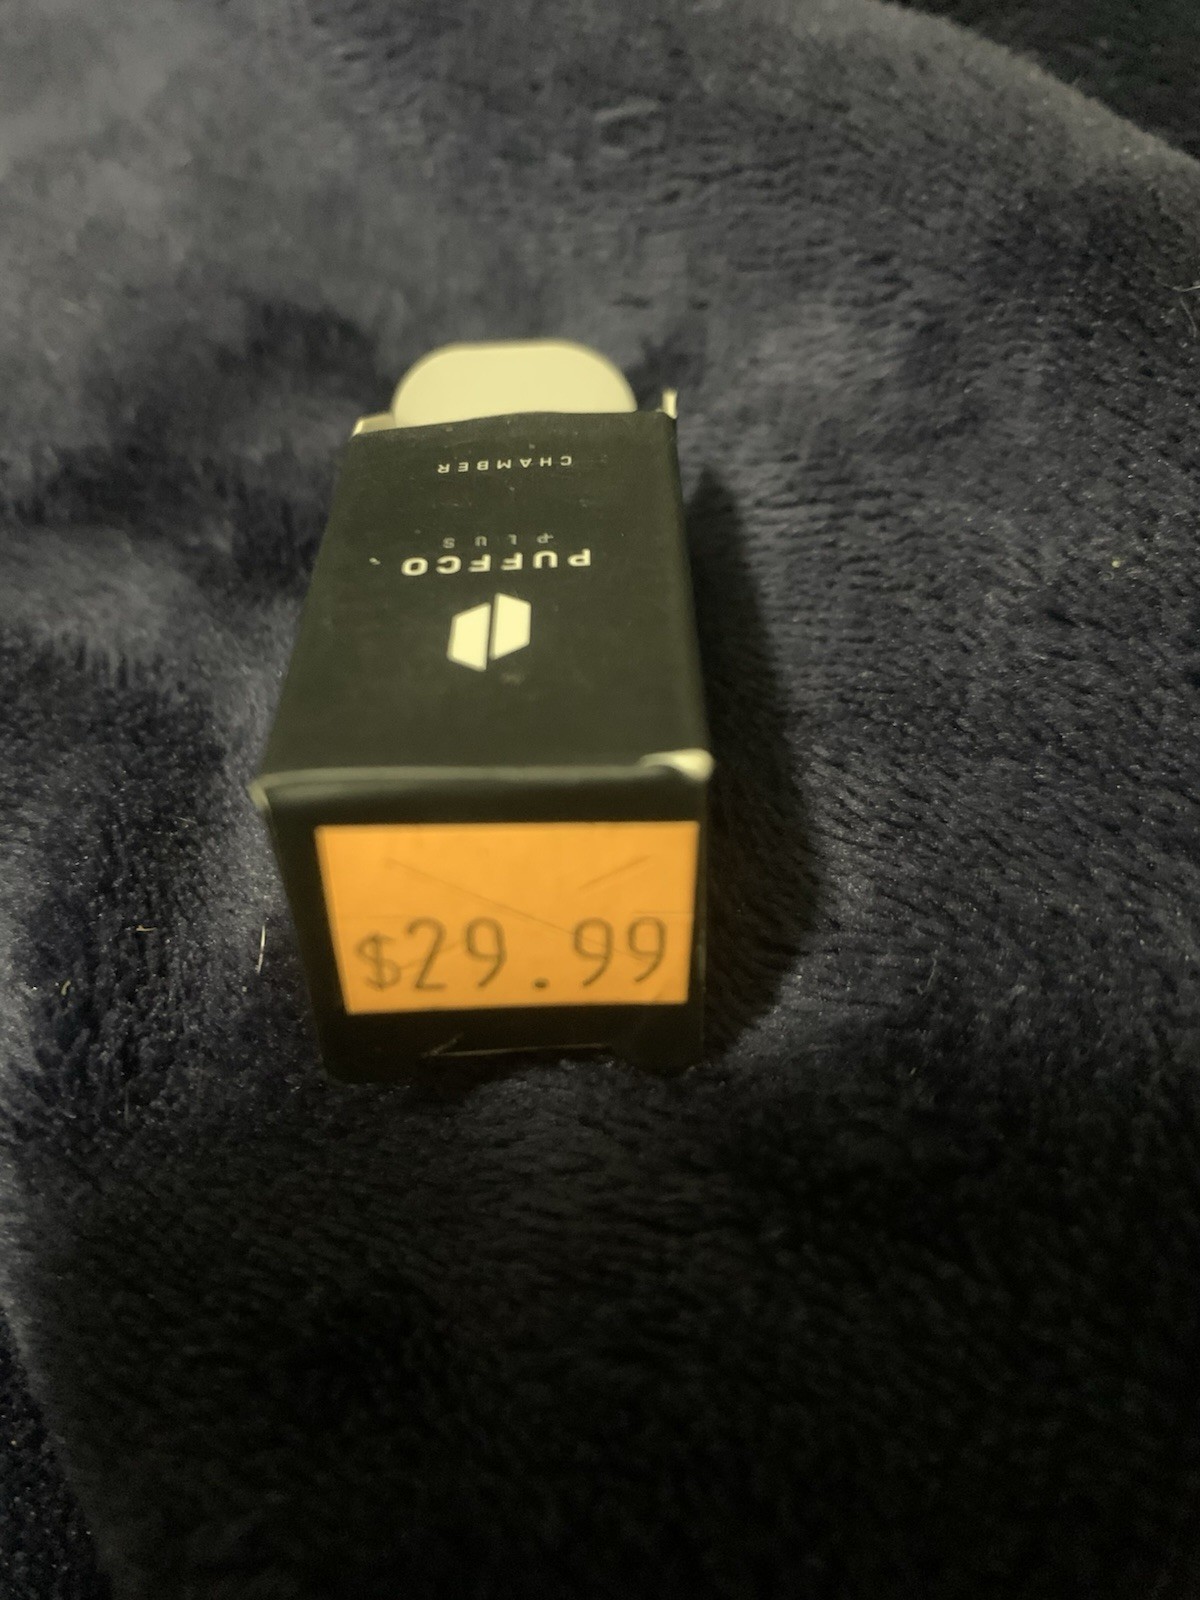 PUFFCO
PLUS
CHAMBER
$29.99